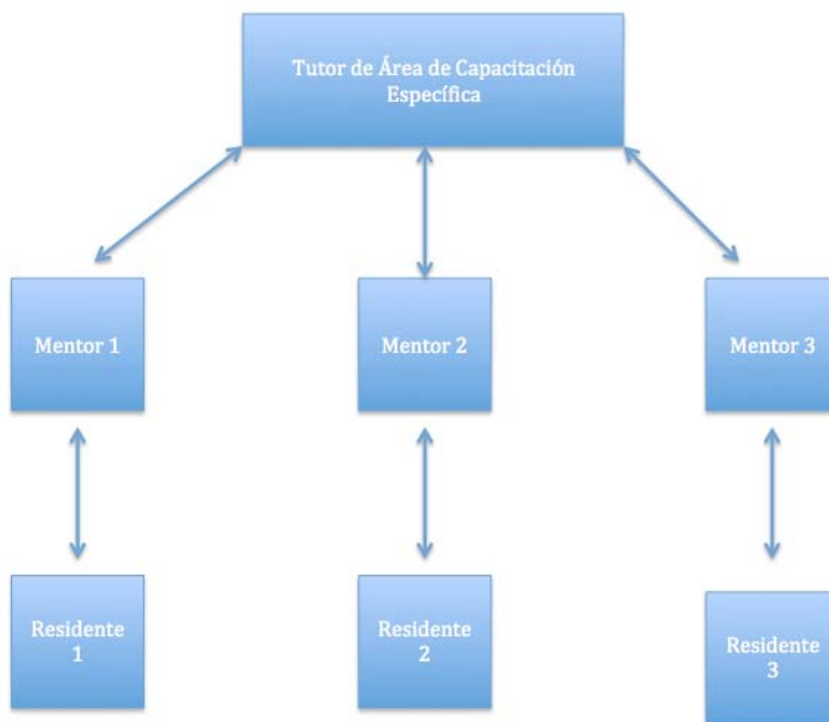 Tutor de Área de Capacitación
Específica
Mentor 1
Mentor 2
Mentor 3
Residente
1
Residente
2
Residente
3